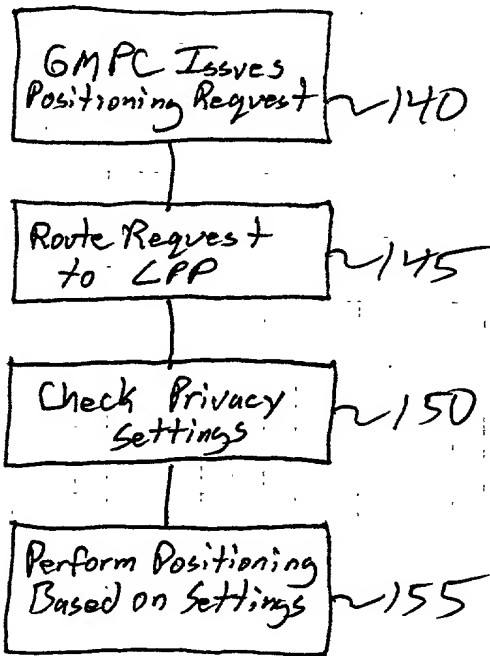 GMPC Issues
Positioning Request
140
Route Request
to LPP
145
Check Privacy
Settings
150
Perform Positioning
Based on Settings
155